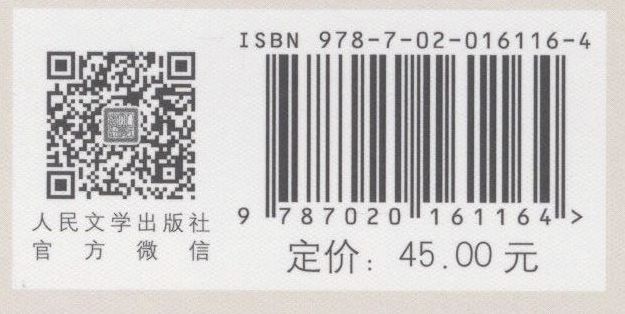 ISBN 978-7-02-016116-4
9 787020 161164 >
人民文学出版社
官方微信
定价：45.00元